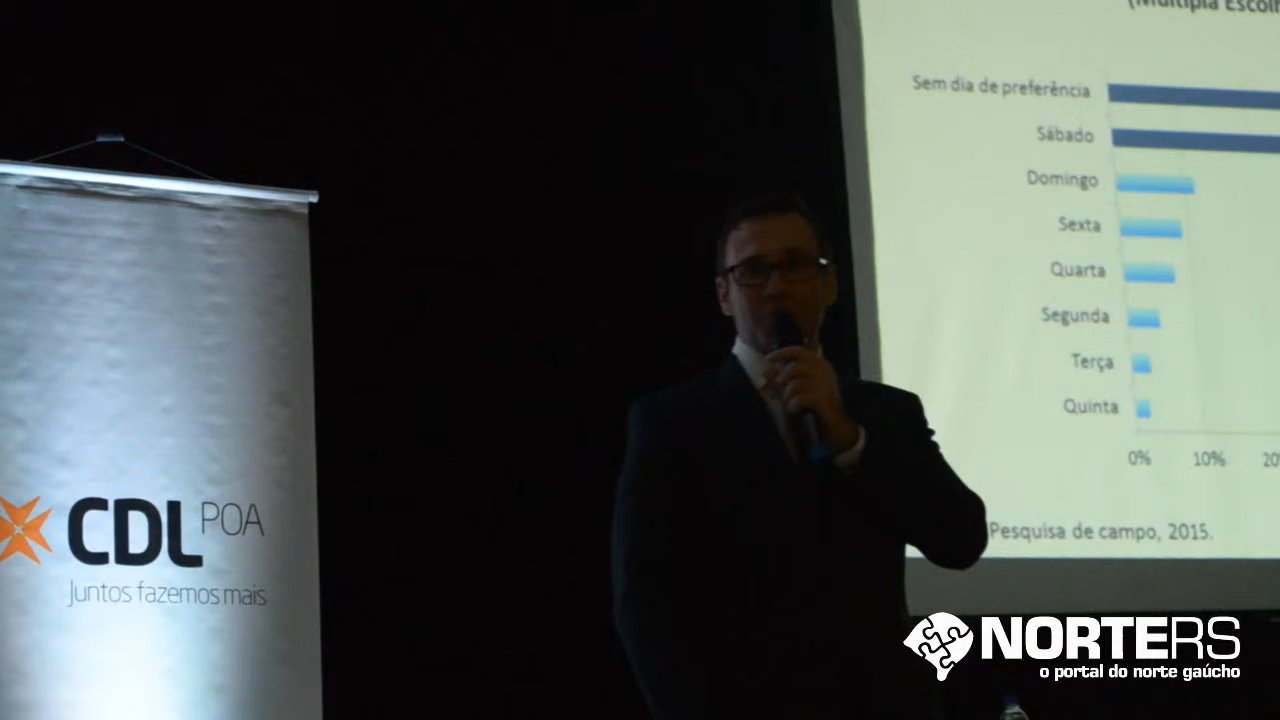 Sem dia de preferência
Sábado
Domingo
Sexta
Quarta
Segunda
Terça
Quinta
0% 10%
Pesquisa de campo, 2015.
CDL POA
Juntos fazemos mais
NORTERS
o portal do norte gaúcho